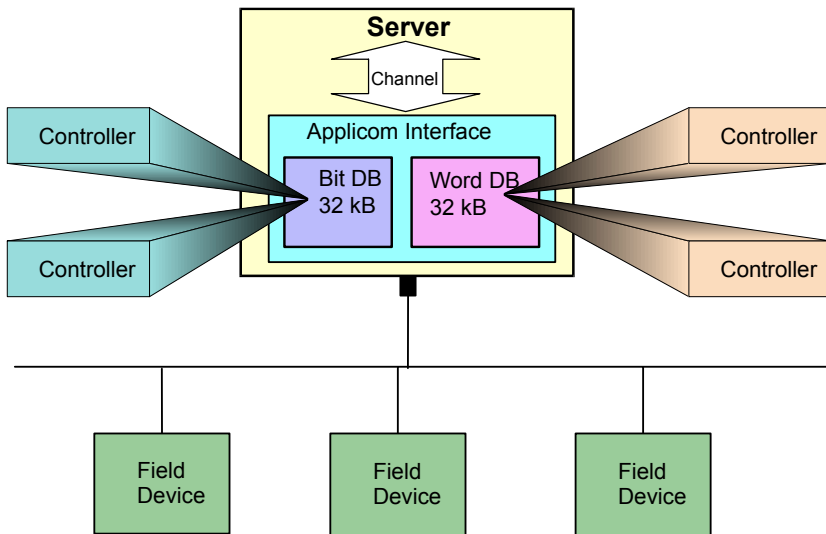 Server
Channel
Applicom Interface
Controller
Controller
Bit DB
32 kB
Word DB
32 kB
Controller
Controller
Field
Device
Field
Device
Field
Device